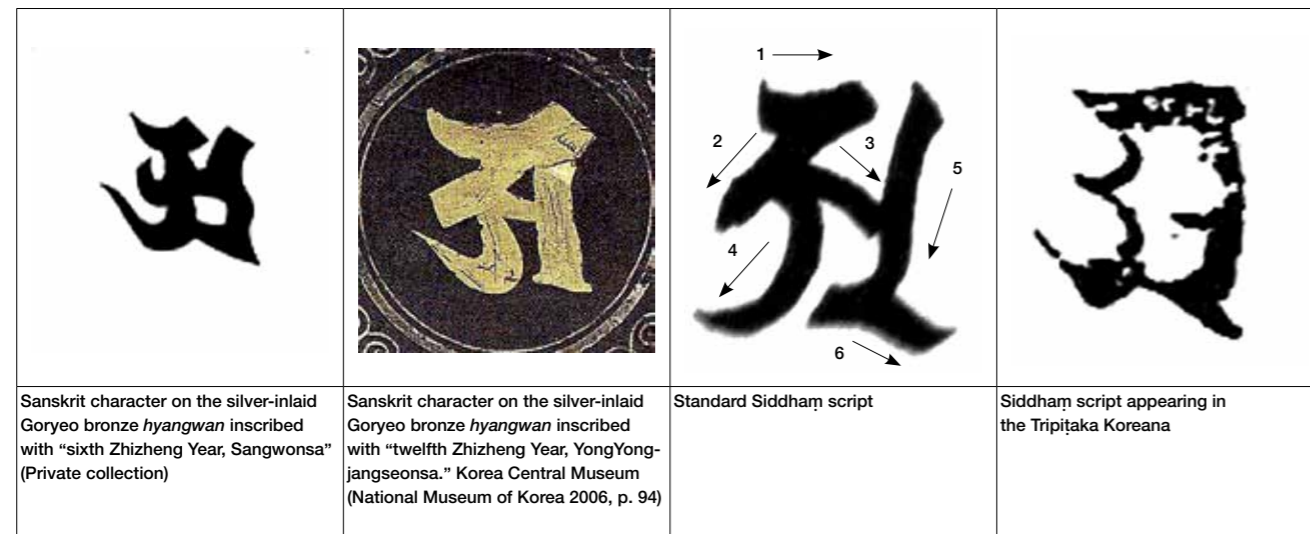 1
2
3
4
5
6
Sanskrit character on the silver-inlaid
Goryeo bronze hyangwan inscribed
with “sixth Zhizheng Year, Sangwonsa”
(Private collection)
Sanskrit character on the silver-inlaid
Goryeo bronze hyangwan inscribed
with “twelfth Zhizheng Year, YongYong-
jangseonsa.” Korea Central Museum
(National Museum of Korea 2006, p. 94)
Standard Siddhaṃ script
Siddhaṃ script appearing in
the Tripiṭaka Koreana